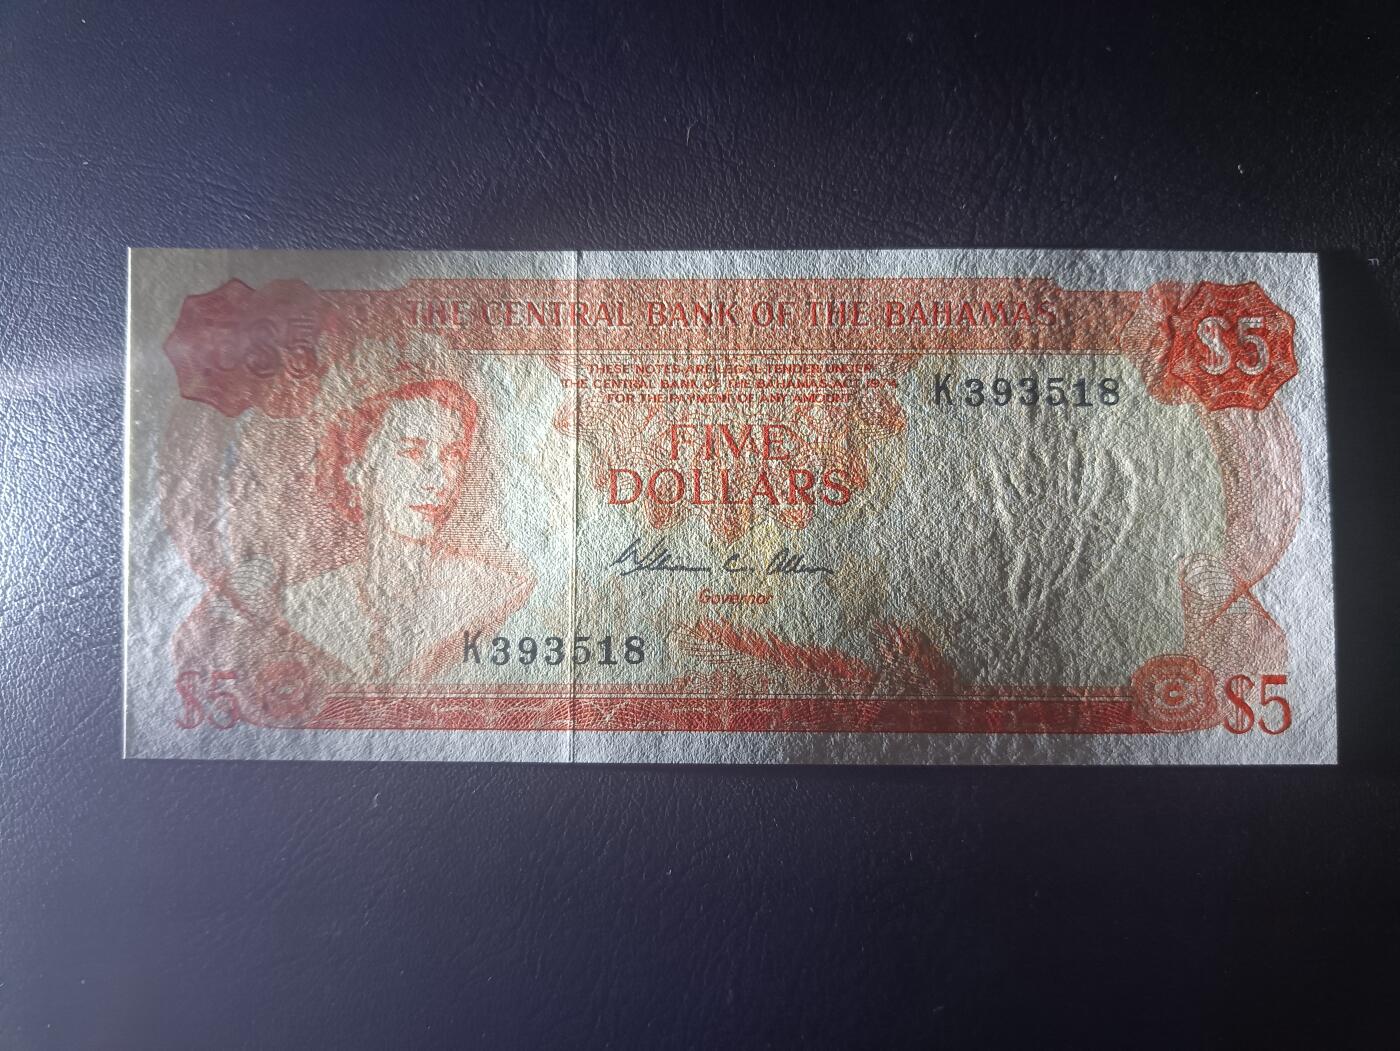 $5
THE CENTRAL BANK OF THE BAHAMAS
$5
THESE NOTES ARE LEGAL TENDER UNDER
THE CENTRAL BANK OF THE BAHAMAS ACT 1974
FOR THE PAYMENT OF ANY AMOUNT
K393518
FIVE
DOLLARS
Governor
K393518
$5
$5